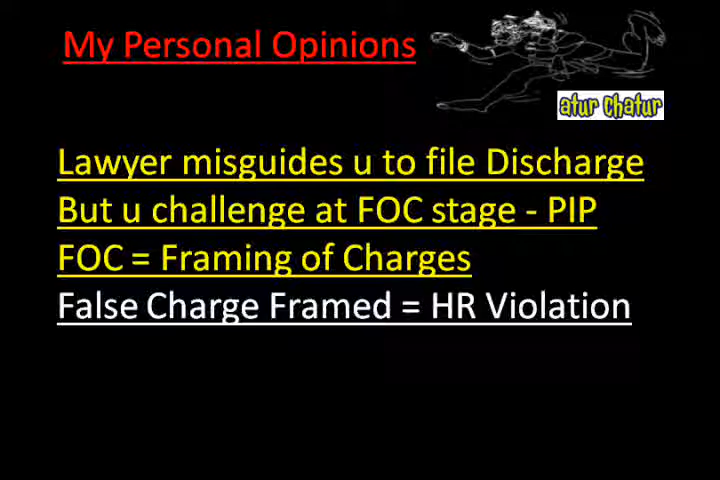 My Personal Opinions
atur chatur
Lawyer misguides u to file Discharge
But u challenge at FOC stage - PIP
FOC = Framing of Charges
False Charge Framed = HR Violation